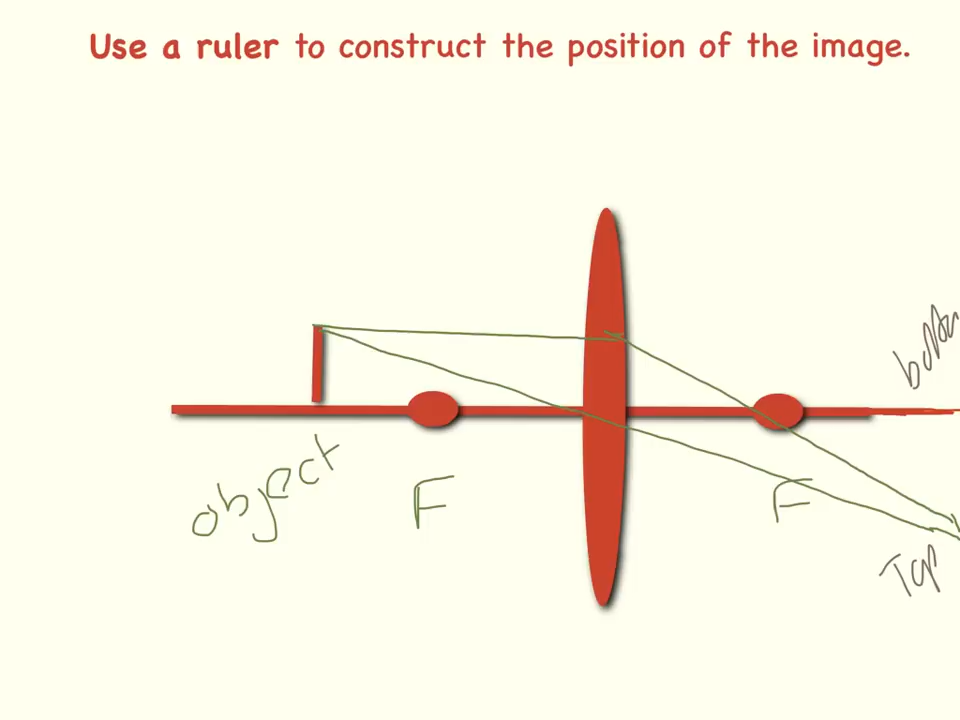 Use a ruler to construct the position of the image.
object
F
F
Top